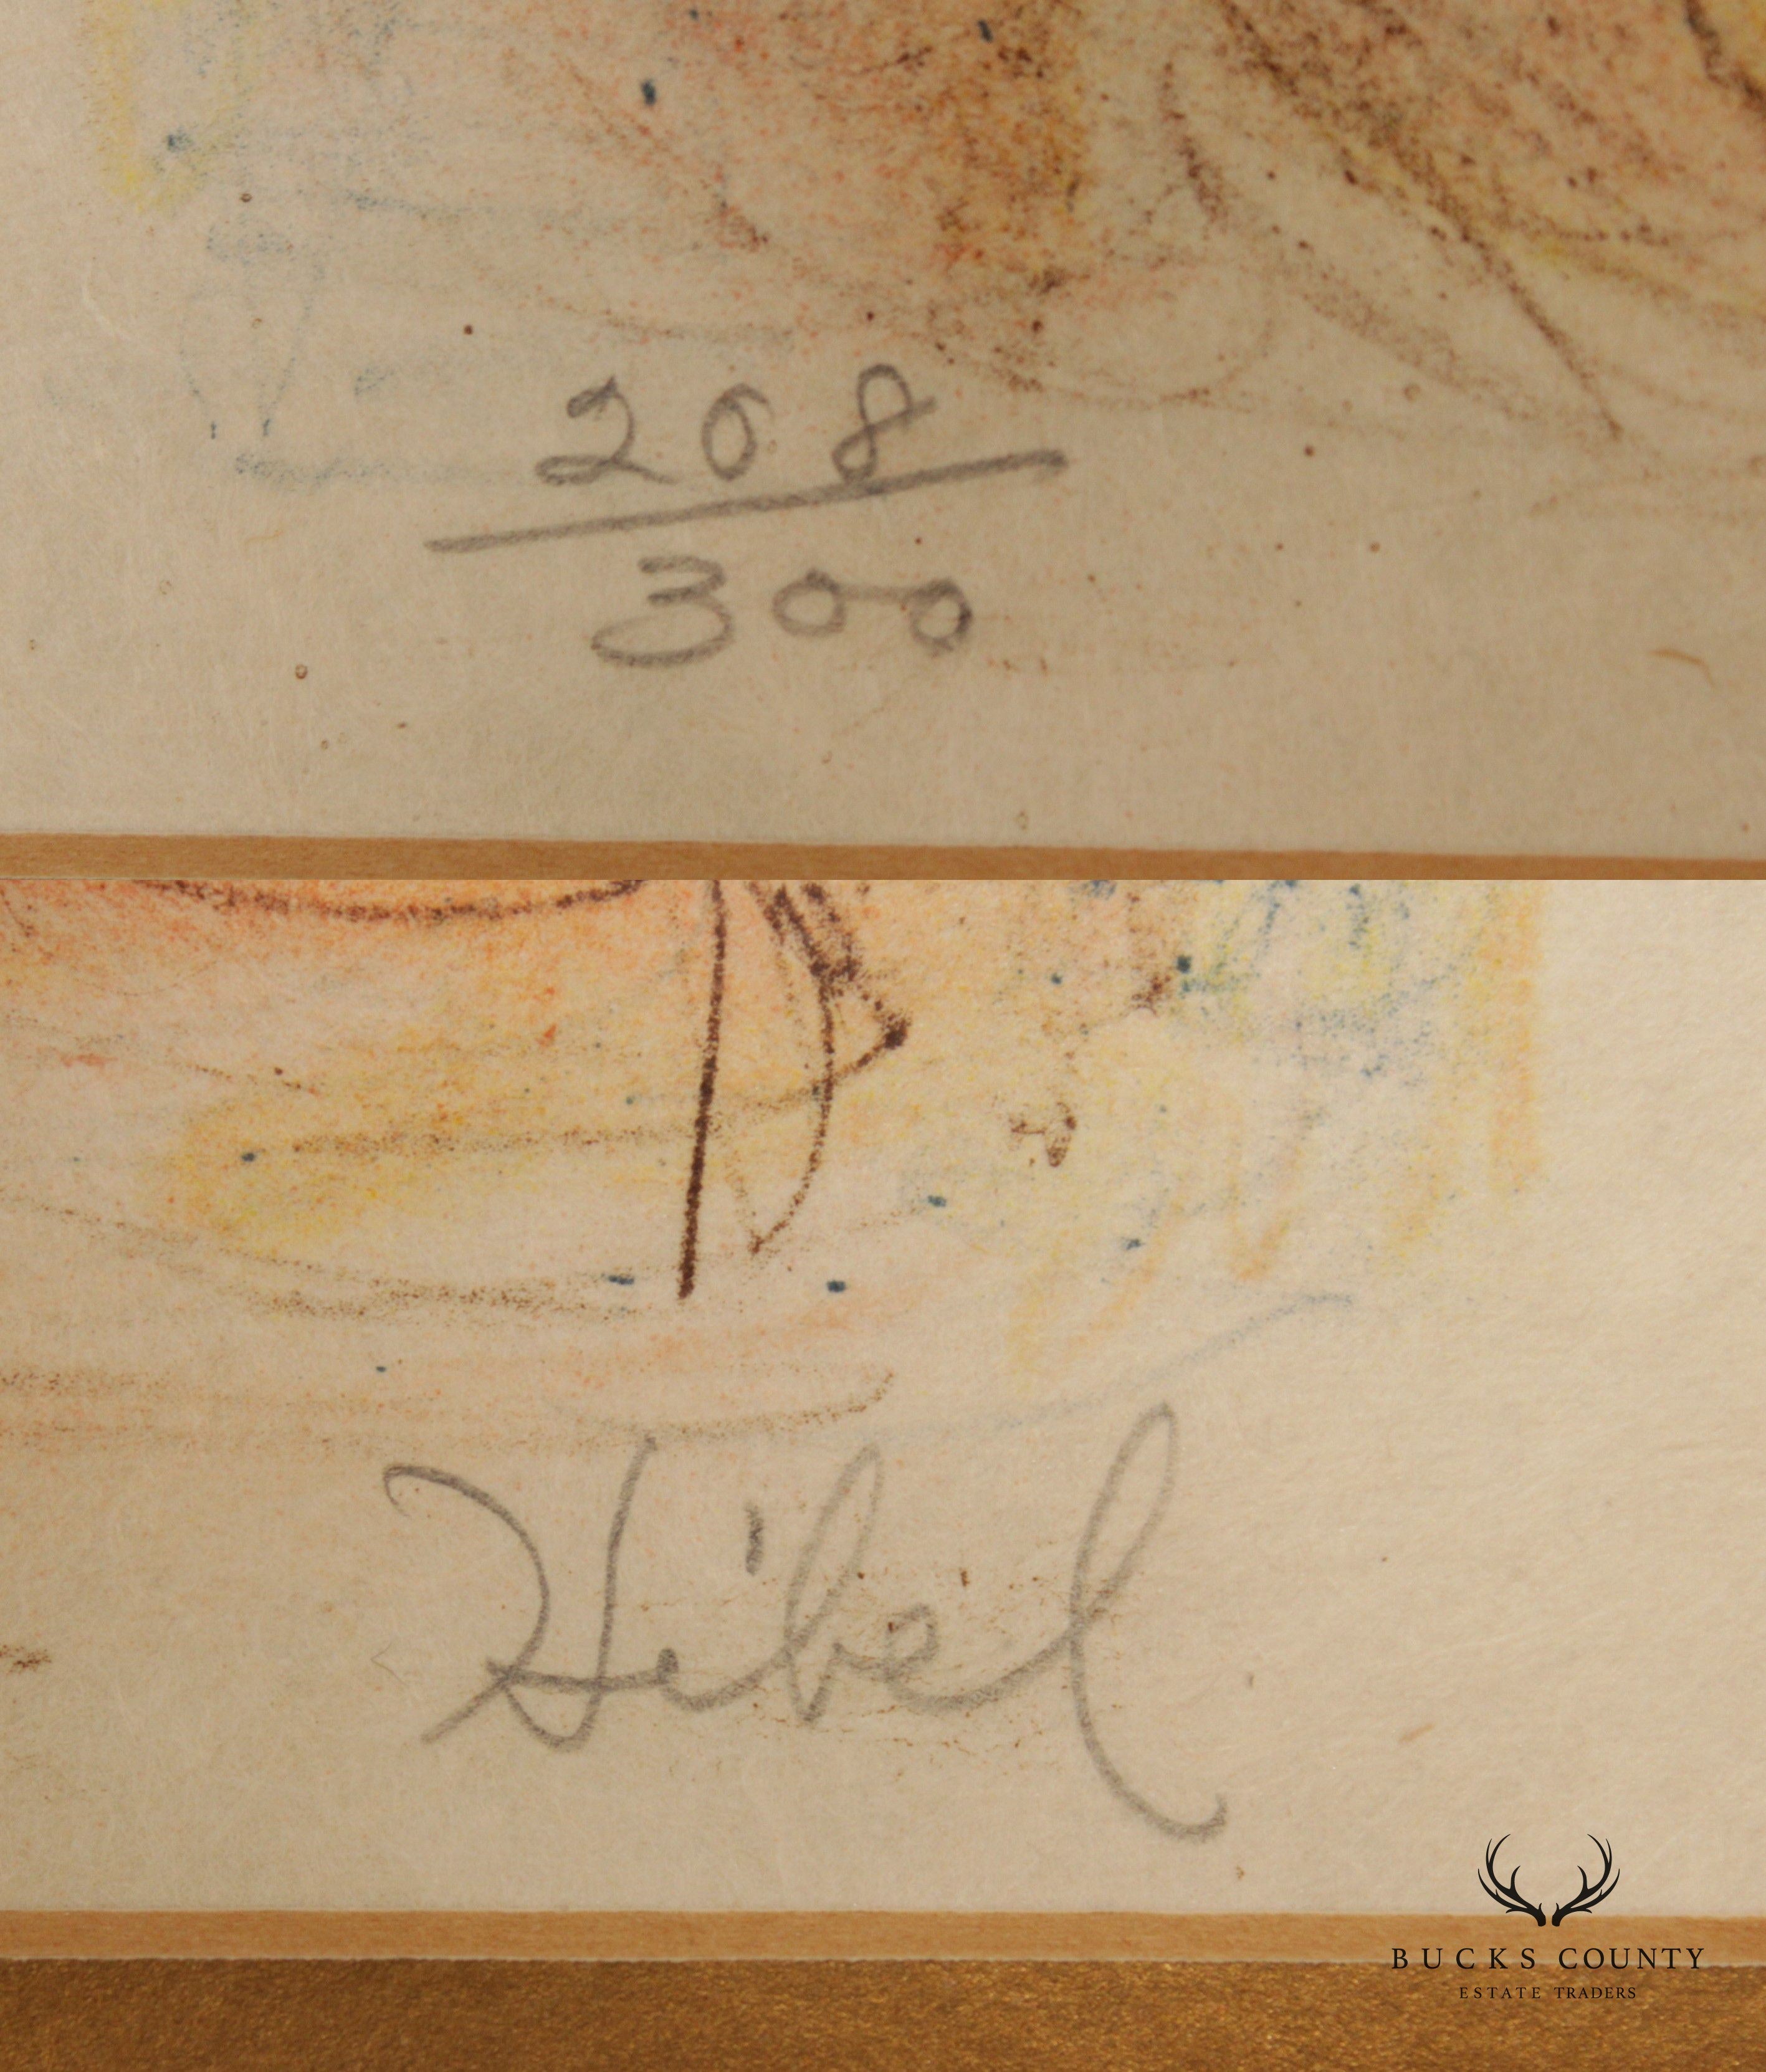 208
300
Hibel
BUCKS COUNTY
ESTATE TRADERS